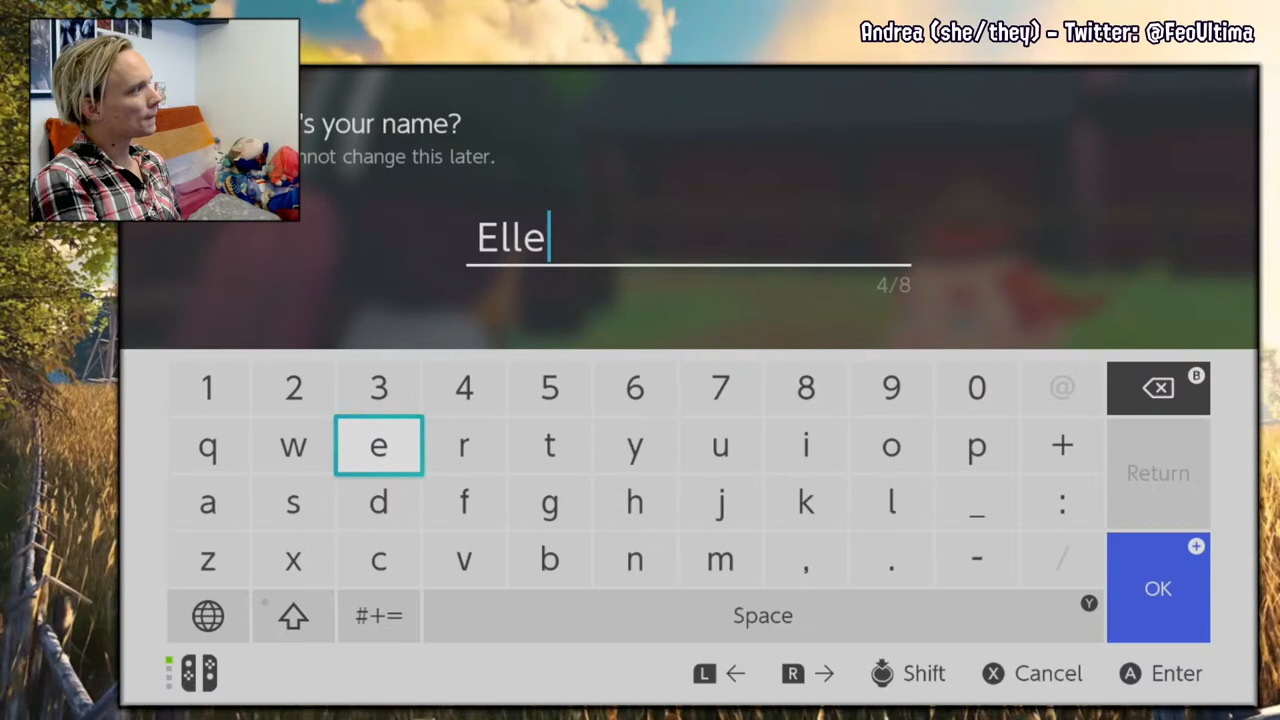 Andrea (she/they) - Twitter: @FeoUltima
's your name?
nnot change this later.
Elle
4/8
1 2 3 4 5 6 7 8 9 0 @ B
q w e r t y u i o p + Return
a s d f g h j k l _ :
z x c v b n m , . - / + OK
#+= Space Y
L ← R → Shift X Cancel A Enter